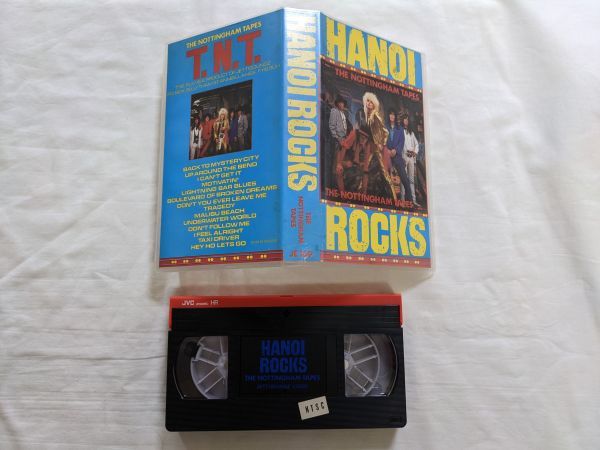 THE NOTTINGHAM TAPES
T.N.T.
BACK TO MYSTERY CITY
UP AROUND THE BEND
I CAN'T GET IT
MOTIVATIN'
LIGHTNING BAR BLUES
BOULEVARD OF BROKEN DREAMS
DON'T YOU EVER LEAVE ME
TRAGEDY
MALIBU BEACH
UNDERWATER WORLD
DON'T FOLLOW ME
I FEEL ALRIGHT
TAXI DRIVER
HEY HO LETS GO
HANOI ROCKS
THE
NOTTINGHAM
TAPES
HANOI
THE NOTTINGHAM TAPES
THE NOTTINGHAM TAPES
ROCKS
JVC HR
HANOI
ROCKS
THE NOTTINGHAM TAPES
NTSC